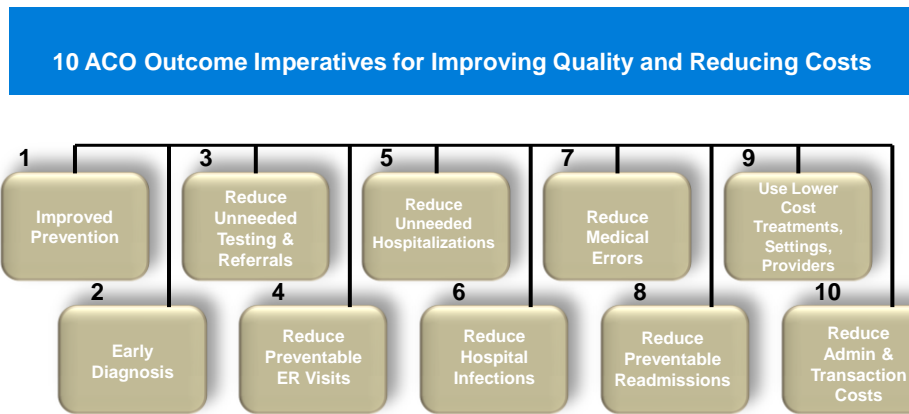 10 ACO Outcome Imperatives for Improving Quality and Reducing Costs
1
Improved
Prevention
2
Early
Diagnosis
3
Reduce
Unneeded
Testing &
Referrals
4
Reduce
Preventable
ER Visits
5
Reduce
Unneeded
Hospitalizations
6
Reduce
Hospital
Infections
7
Reduce
Medical
Errors
8
Reduce
Preventable
Readmissions
9
Use Lower
Cost
Treatments,
Settings,
Providers
10
Reduce
Admin &
Transaction
Costs